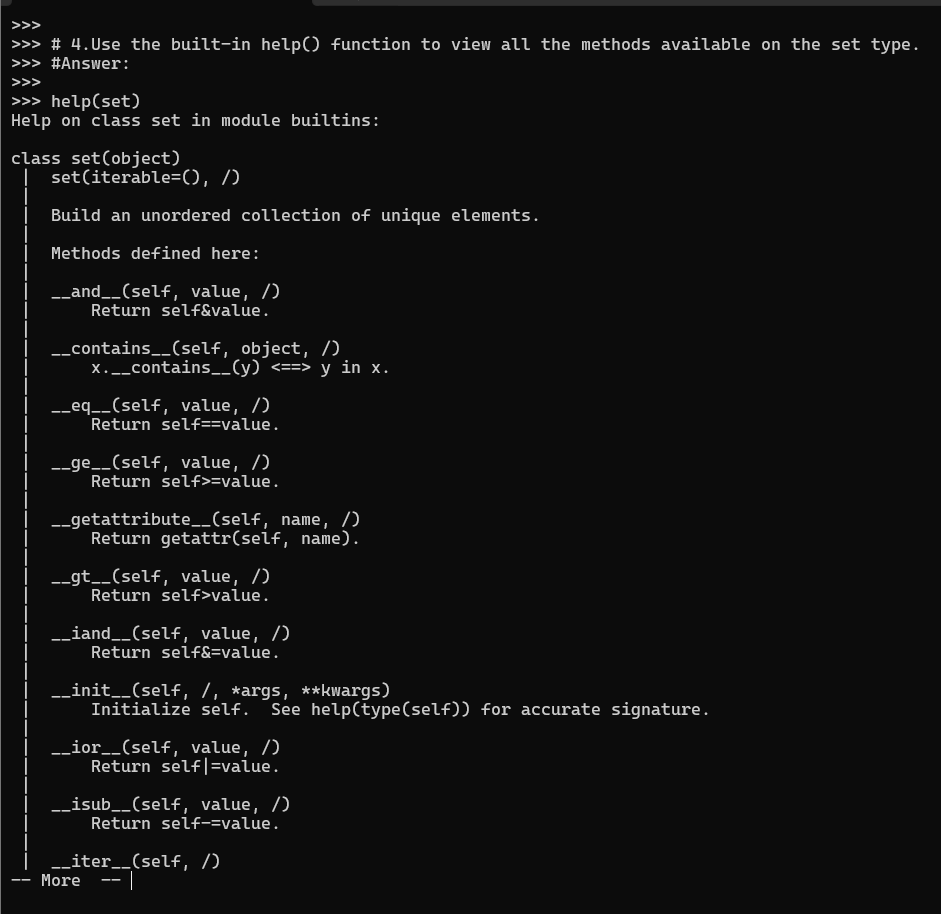 >>>
>>> # 4.Use the built-in help() function to view all the methods available on the set type.
>>> #Answer:
>>>
>>> help(set)
Help on class set in module builtins:

class set(object)
 |  set(iterable=(), /)
 |
 |  Build an unordered collection of unique elements.
 |
 |  Methods defined here:
 |
 |  __and__(self, value, /)
 |      Return self&value.
 |
 |  __contains__(self, object, /)
 |      x.__contains__(y) <==> y in x.
 |
 |  __eq__(self, value, /)
 |      Return self==value.
 |
 |  __ge__(self, value, /)
 |      Return self>=value.
 |
 |  __getattribute__(self, name, /)
 |      Return getattr(self, name).
 |
 |  __gt__(self, value, /)
 |      Return self>value.
 |
 |  __iand__(self, value, /)
 |      Return self&=value.
 |
 |  __init__(self, /, *args, **kwargs)
 |      Initialize self.  See help(type(self)) for accurate signature.
 |
 |  __ior__(self, value, /)
 |      Return self|=value.
 |
 |  __isub__(self, value, /)
 |      Return self-=value.
 |
 |  __iter__(self, /)
-- More  --